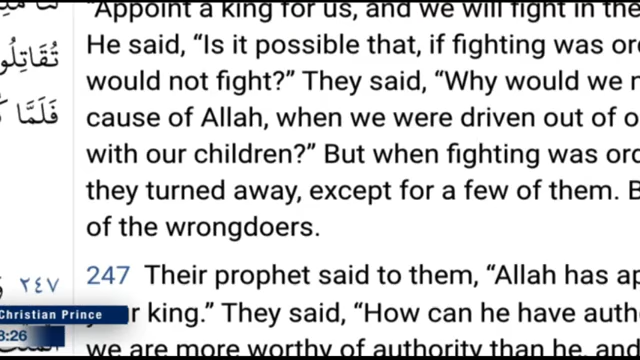 "Appoint a king for us, and we will fight in the
He said, "Is it possible that, if fighting was
تُقَاتِلُو
would not fight?" They said, "Why would we
فَلَمَّا
cause of Allah, when we were driven out of
with our children?" But when fighting was
they turned away, except for a few of them.
of the wrongdoers.
٢٤٧
247 Their prophet said to them, "Allah has
Christian Prince
king." They said, "How can he have
8:26
we are more worthy of authority than he, and